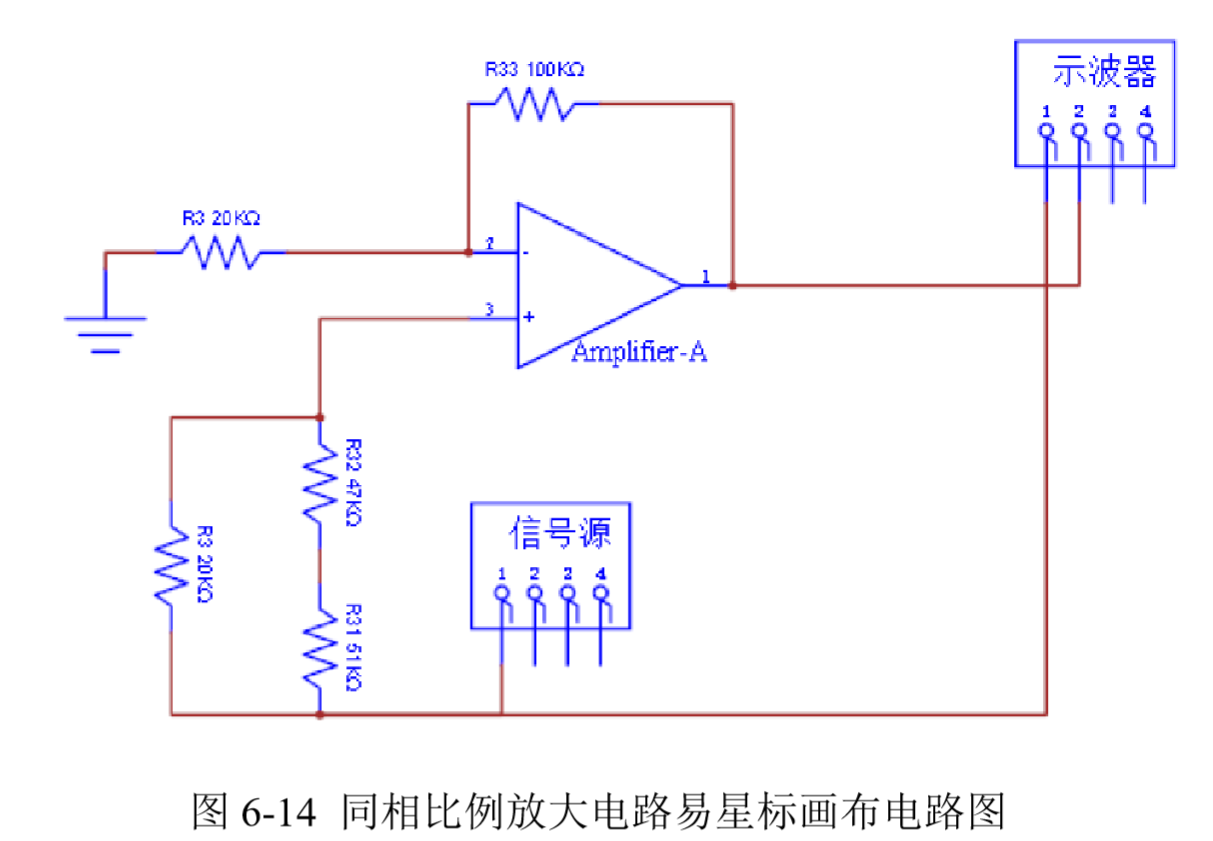 R33 100KΩ
示波器
1 2 3 4
R3 20KΩ
2
-
1
3
+
Amplifier-A
R32 47KΩ
R3 20KΩ
信号源
1 2 3 4
R31 51KΩ
图 6-14 同相比例放大电路易星标画布电路图